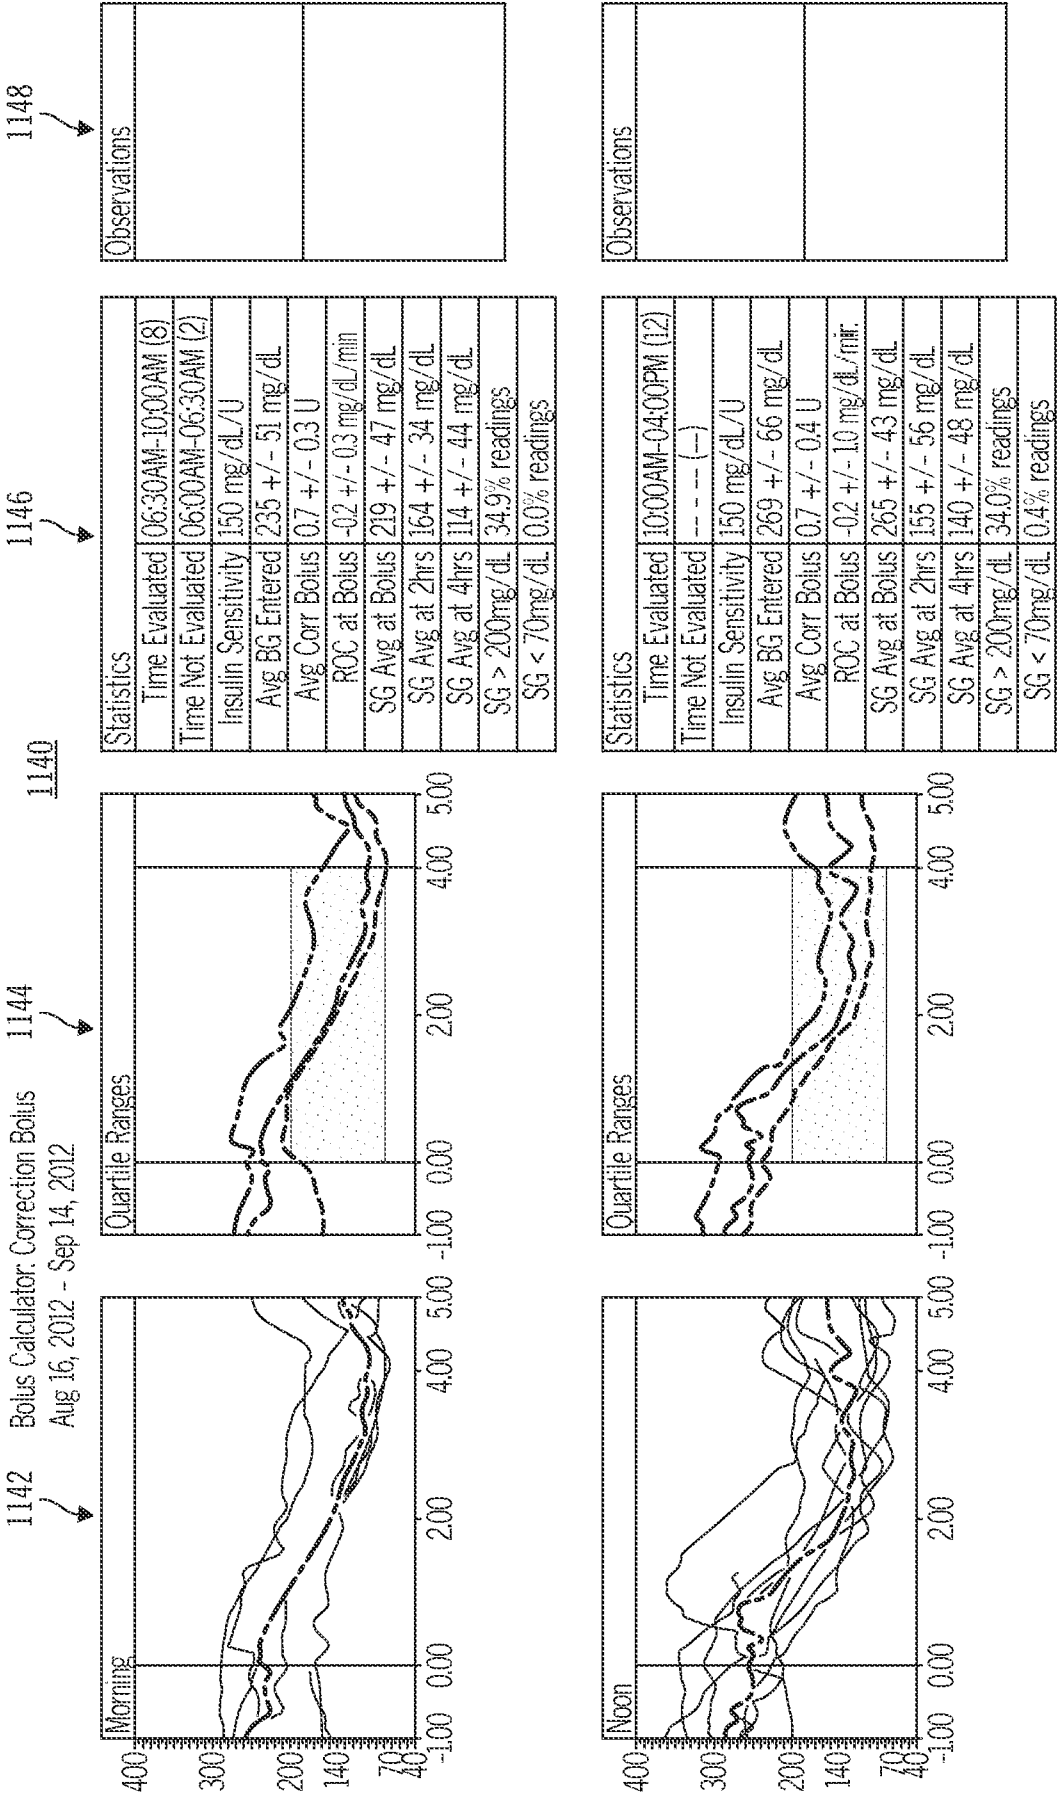 1140
Bolus Calculator: Correction Bolus
Aug 16, 2012 - Sep 14, 2012
1142
1144
1146
1148
Morning
400
300
200
140
70
40
-1.00 0.00 2.00 4.00 5.00
Quartile Ranges
-1.00 0.00 2.00 4.00 5.00
Statistics
Time Evaluated 06:30AM-10:00AM (8)
Time Not Evaluated 06:00AM-06:30AM (2)
Insulin Sensitivity 150 mg/dL/U
Avg BG Entered 235 +/- 51 mg/dL
Avg Corr Bolus 0.7 +/- 0.3 U
ROC at Bolus -0.2 +/- 0.3 mg/dL/min
SG Avg at Bolus 219 +/- 47 mg/dL
SG Avg at 2hrs 164 +/- 34 mg/dL
SG Avg at 4hrs 114 +/- 44 mg/dL
SG > 200mg/dL 34.9% readings
SG < 70mg/dL 0.0% readings
Observations
Noon
400
300
200
140
70
40
-1.00 0.00 2.00 4.00 5.00
Quartile Ranges
-1.00 0.00 2.00 4.00 5.00
Statistics
Time Evaluated 10:00AM-04:00PM (12)
Time Not Evaluated -- -- -- (--)
Insulin Sensitivity 150 mg/dL/U
Avg BG Entered 269 +/- 66 mg/dL
Avg Corr Bolus 0.7 +/- 0.4 U
ROC at Bolus -0.2 +/- 1.0 mg/dL/min.
SG Avg at Bolus 265 +/- 43 mg/dL
SG Avg at 2hrs 155 +/- 56 mg/dL
SG Avg at 4hrs 140 +/- 48 mg/dL
SG > 200mg/dL 34.0% readings
SG < 70mg/dL 0.4% readings
Observations